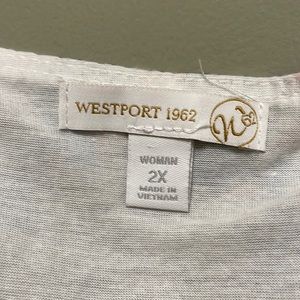 WESTPORT 1962
W
WOMAN
2X
MADE IN
VIETNAM